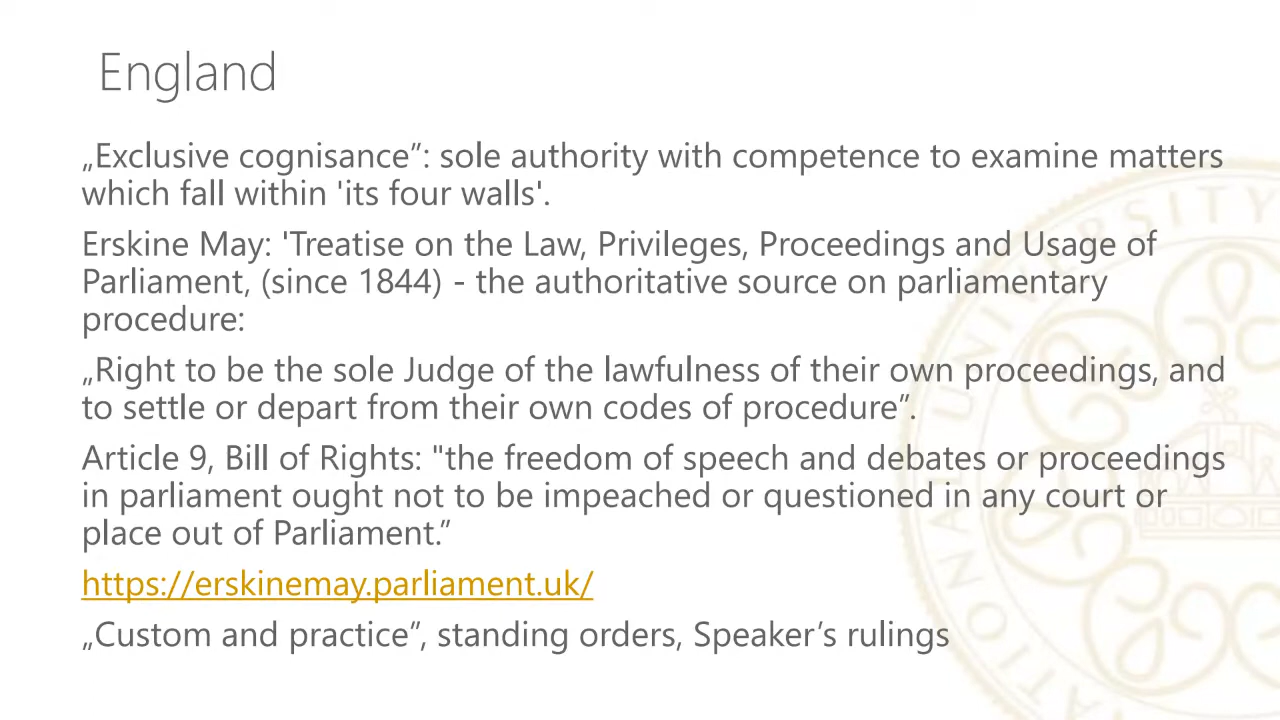 England
„Exclusive cognisance”: sole authority with competence to examine matters
which fall within 'its four walls'.
Erskine May: 'Treatise on the Law, Privileges, Proceedings and Usage of
Parliament, (since 1844) - the authoritative source on parliamentary
procedure:
„Right to be the sole Judge of the lawfulness of their own proceedings, and
to settle or depart from their own codes of procedure”.
Article 9, Bill of Rights: "the freedom of speech and debates or proceedings
in parliament ought not to be impeached or questioned in any court or
place out of Parliament.”
https://erskinemay.parliament.uk/
„Custom and practice”, standing orders, Speaker’s rulings